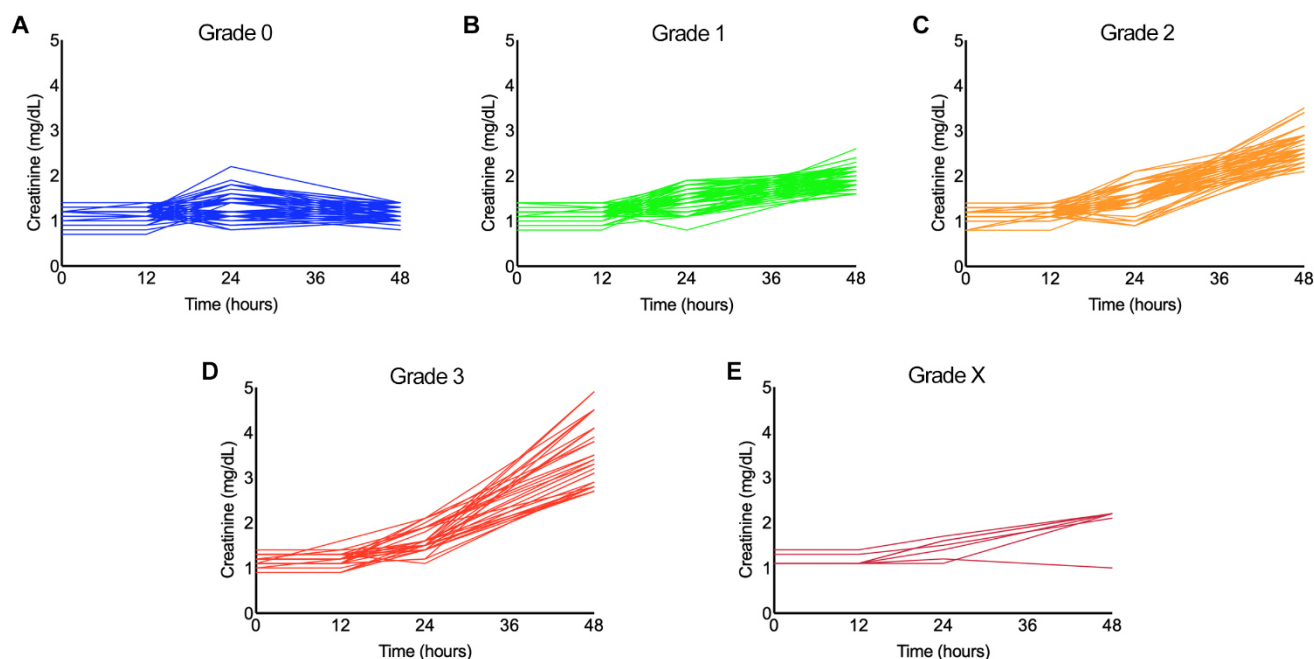 A
Grade 0
Creatinine (mg/dL)
5
4
3
2
1
0
0 12 24 36 48
Time (hours)
B
Grade 1
Creatinine (mg/dL)
5
4
3
2
1
0
0 12 24 36 48
Time (hours)
C
Grade 2
Creatinine (mg/dL)
5
4
3
2
1
0
0 12 24 36 48
Time (hours)
D
Grade 3
Creatinine (mg/dL)
5
4
3
2
1
0
0 12 24 36 48
Time (hours)
E
Grade X
Creatinine (mg/dL)
5
4
3
2
1
0
0 12 24 36 48
Time (hours)